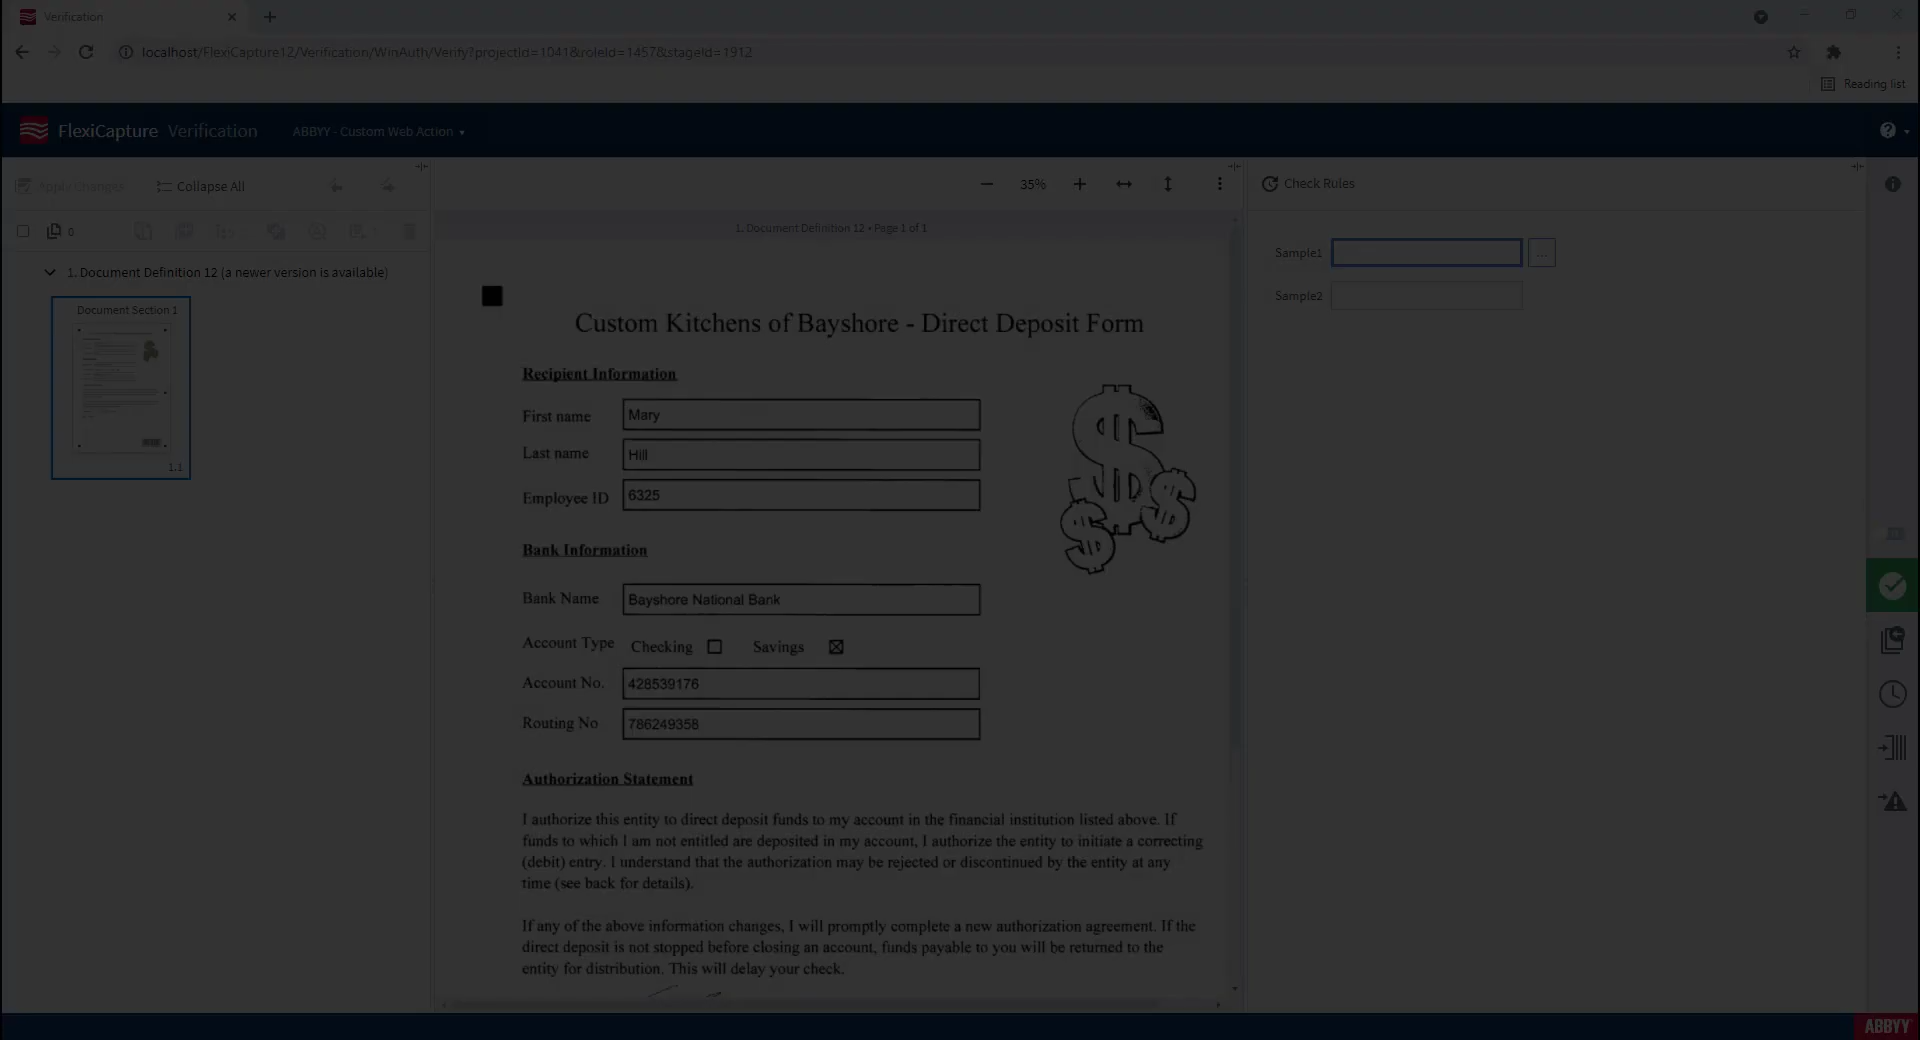 Verification
localhost/FlexiCapture12/Verification/WinAuth/Verify?projectId=1041&roleId=1457&stageId=1912
Reading list
FlexiCapture Verification ABBYY - Custom Web Action
Apply Changes Collapse All
35%
Check Rules
0
1. Document Definition 12 • Page 1 of 1
1. Document Definition 12 (a newer version is available)
Document Section 1
1.1
Sample1 ...
Sample2
Custom Kitchens of Bayshore - Direct Deposit Form
Recipient Information
First name Mary
Last name Hill
Employee ID 6325
Bank Information
Bank Name Bayshore National Bank
Account Type Checking Savings
Account No. 428539176
Routing No 786249358
Authorization Statement
I authorize this entity to direct deposit funds to my account in the financial institution listed above. If
funds to which I am not entitled are deposited in my account, I authorize the entity to initiate a correcting
(debit) entry. I understand that the authorization may be rejected or discontinued by the entity at any
time (see back for details).
If any of the above information changes, I will promptly complete a new authorization agreement. If the
direct deposit is not stopped before closing an account, funds payable to you will be returned to the
entity for distribution. This will delay your check.
ABBYY